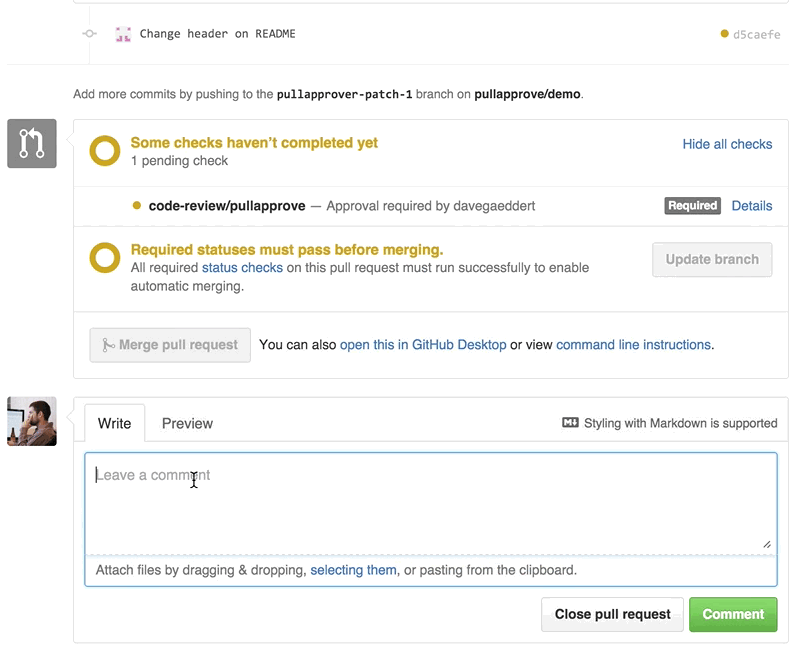 Change header on README
d5caefe
Add more commits by pushing to the pullapprover-patch-1 branch on pullapprove/demo.
Some checks haven’t completed yet
Hide all checks
1 pending check
code-review/pullapprove — Approval required by davegaeddert
Required
Details
Required statuses must pass before merging.
All required status checks on this pull request must run successfully to enable
automatic merging.
Update branch
Merge pull request
You can also open this in GitHub Desktop or view command line instructions.
Write
Preview
Styling with Markdown is supported
Leave a comment
Attach files by dragging & dropping, selecting them, or pasting from the clipboard.
Close pull request
Comment